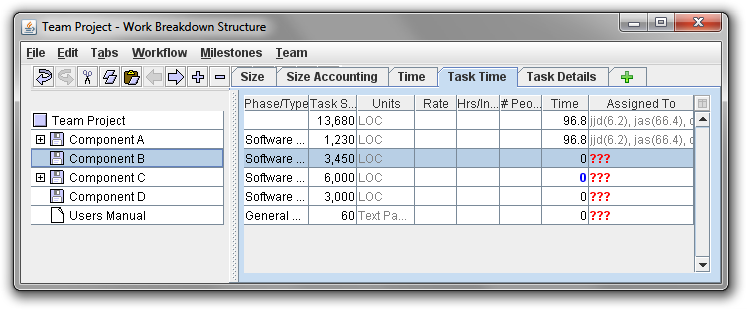 Team Project - Work Breakdown Structure
File Edit Tabs Workflow Milestones Team
Size Size Accounting Time Task Time Task Details
Phase/Type Task S... Units Rate Hrs/In... # Peo... Time Assigned To
Team Project 13,680 LOC 96.8 jjd(6.2), jas(66.4),
Component A Software ... 1,230 LOC 96.8 jjd(6.2), jas(66.4),
Component B Software ... 3,450 LOC 0 ???
Component C Software ... 6,000 LOC 0 ???
Component D Software ... 3,000 LOC 0 ???
Users Manual General ... 60 Text Pa... 0 ???